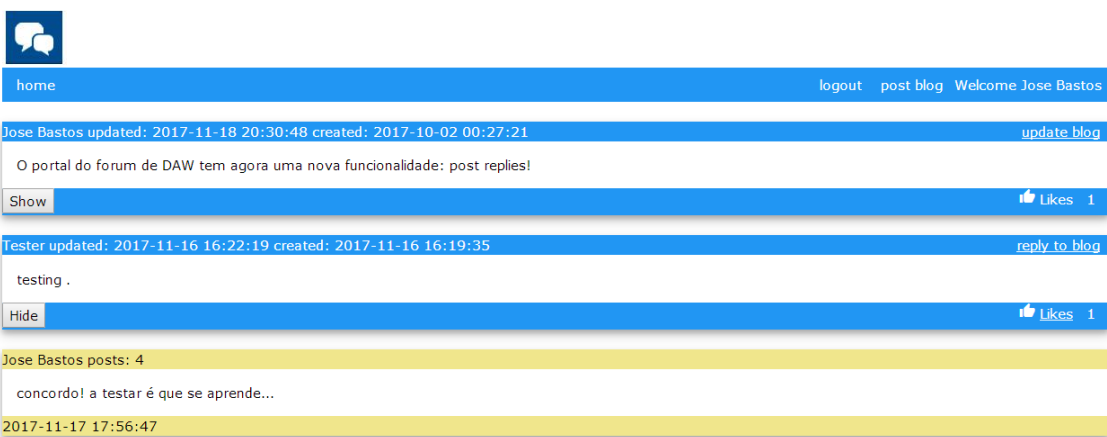 home logout post blog Welcome Jose Bastos
Jose Bastos updated: 2017-11-18 20:30:48 created: 2017-10-02 00:27:21 update blog
O portal do forum de DAW tem agora uma nova funcionalidade: post replies!
Show Likes 1
Tester updated: 2017-11-16 16:22:19 created: 2017-11-16 16:19:35 reply to blog
testing .
Hide Likes 1
Jose Bastos posts: 4
concordo! a testar é que se aprende...
2017-11-17 17:56:47